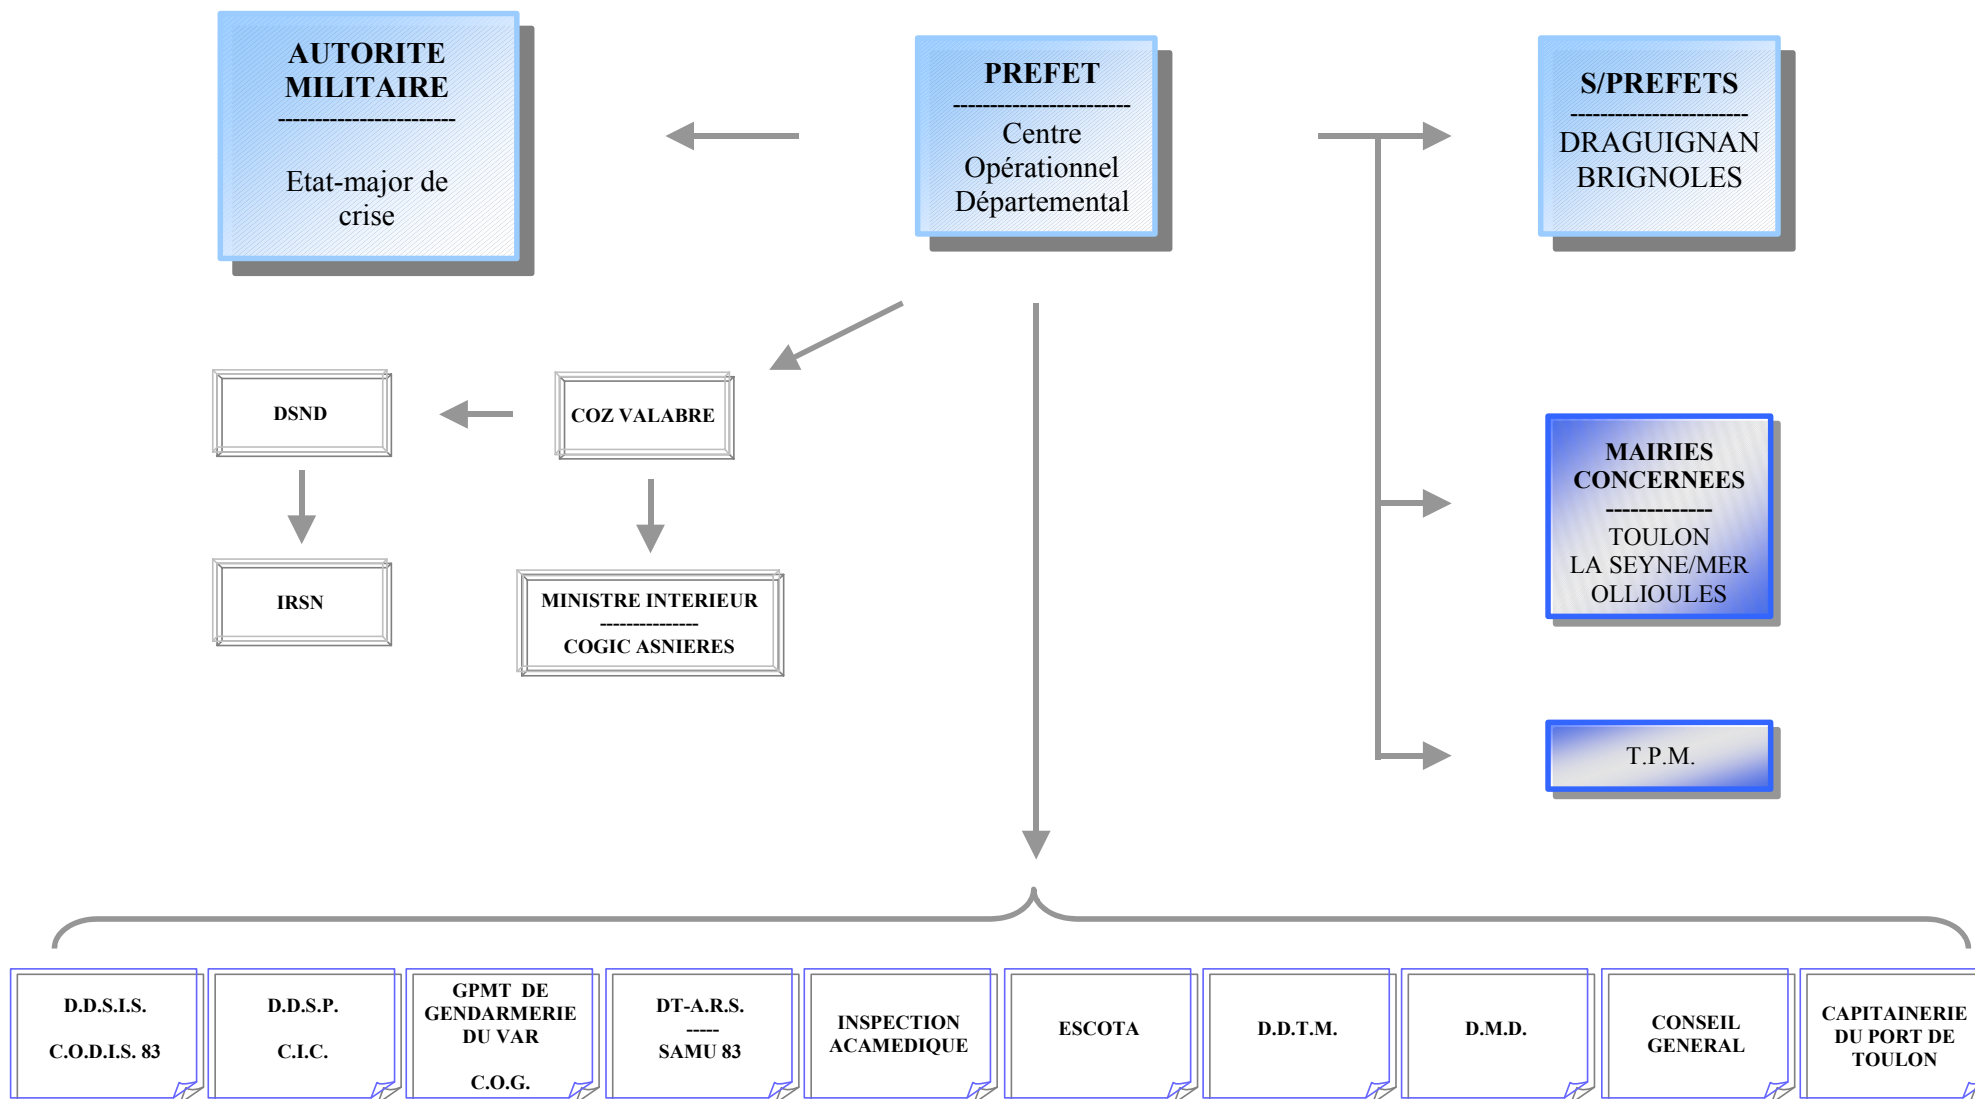 AUTORITE
MILITAIRE
------------------------
Etat-major de
crise
PREFET
------------------------
Centre
Opérationnel
Départemental
S/PREFETS
------------------------
DRAGUIGNAN
BRIGNOLES
DSND
COZ VALABRE
IRSN
MINISTRE INTERIEUR
---------------
COGIC ASNIERES
MAIRIES
CONCERNEES
-------------
TOULON
LA SEYNE/MER
OLLIOULES
T.P.M.
D.D.S.I.S.
C.O.D.I.S. 83
D.D.S.P.
C.I.C.
GPMT DE
GENDARMERIE
DU VAR
C.O.G.
DT-A.R.S.
-----
SAMU 83
INSPECTION
ACAMEDIQUE
ESCOTA
D.D.T.M.
D.M.D.
CONSEIL
GENERAL
CAPITAINERIE
DU PORT DE
TOULON